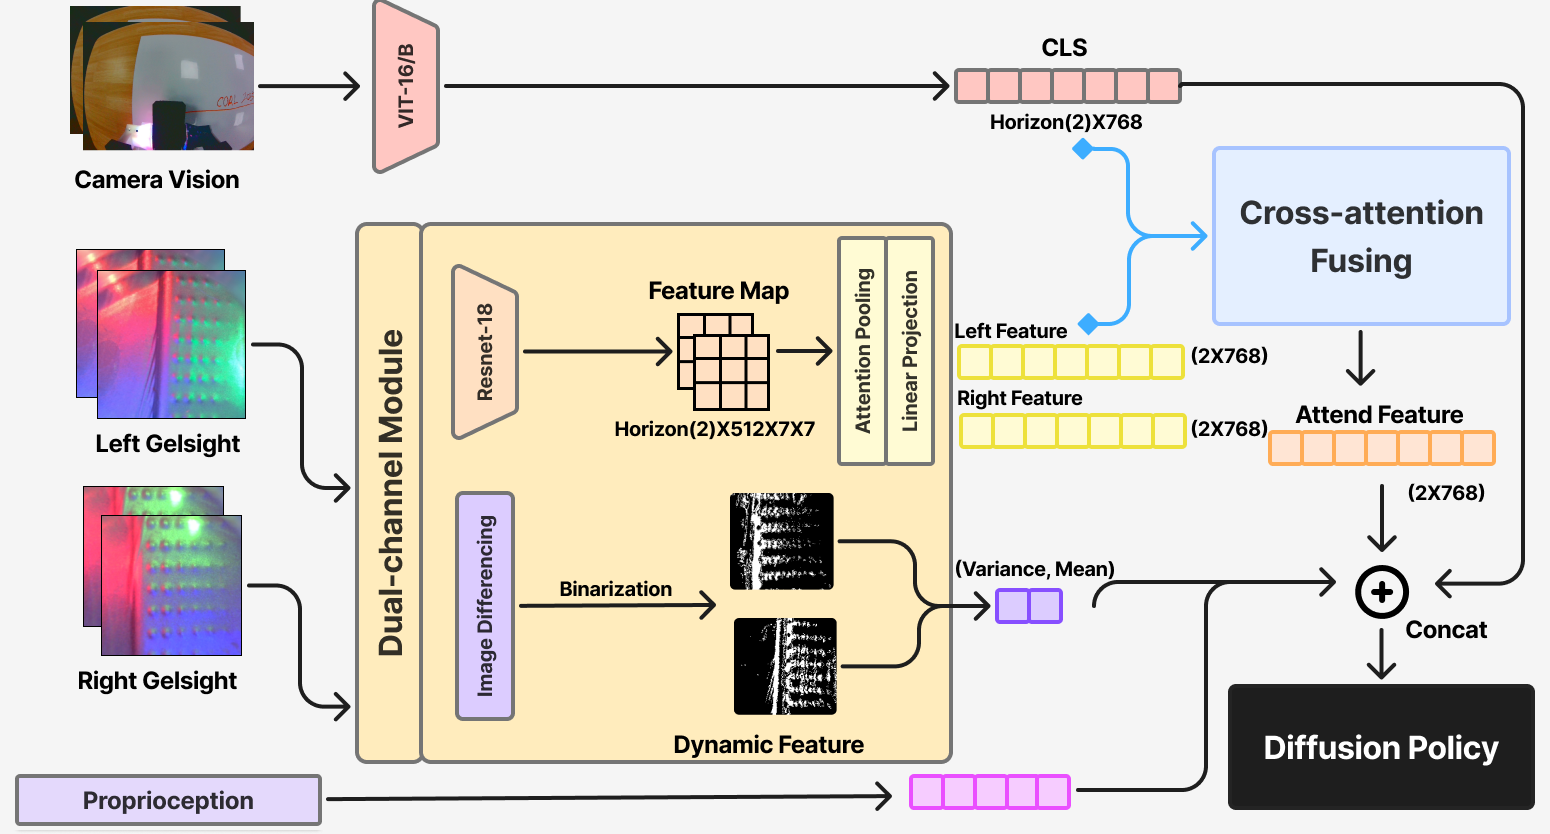 CLS
VIT-16/B
Horizon(2)X768
Camera Vision
Cross-attention
Fusing
Left Gelsight
Dual-channel Module
Resnet-18
Feature Map
Horizon(2)X512X7X7
Attention Pooling
Linear Projection
Left Feature
(2X768)
Right Feature
(2X768)
Attend Feature
(2X768)
Right Gelsight
Image Differencing
Binarization
Dynamic Feature
(Variance, Mean)
Concat
Diffusion Policy
Proprioception